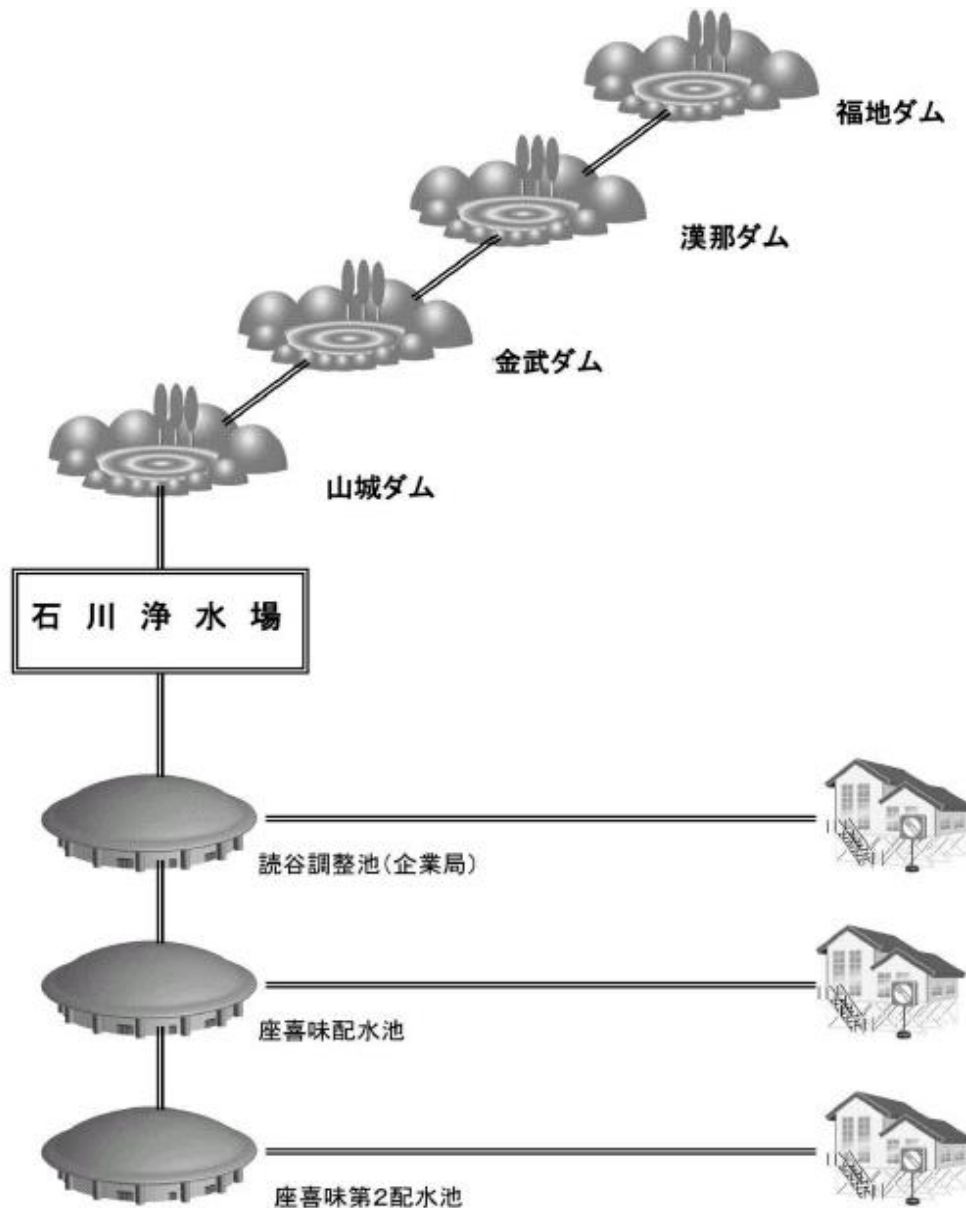 福地ダム
漢那ダム
金武ダム
山城ダム
石川浄水場
読谷調整池(企業局)
座喜味配水池
座喜味第2配水池